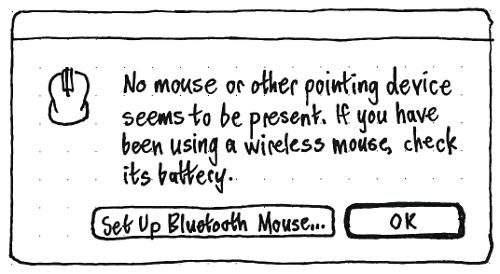 No mouse or other pointing device
seems to be present. If you have
been using a wireless mouse, check
its battery.
Set Up Bluetooth Mouse... OK